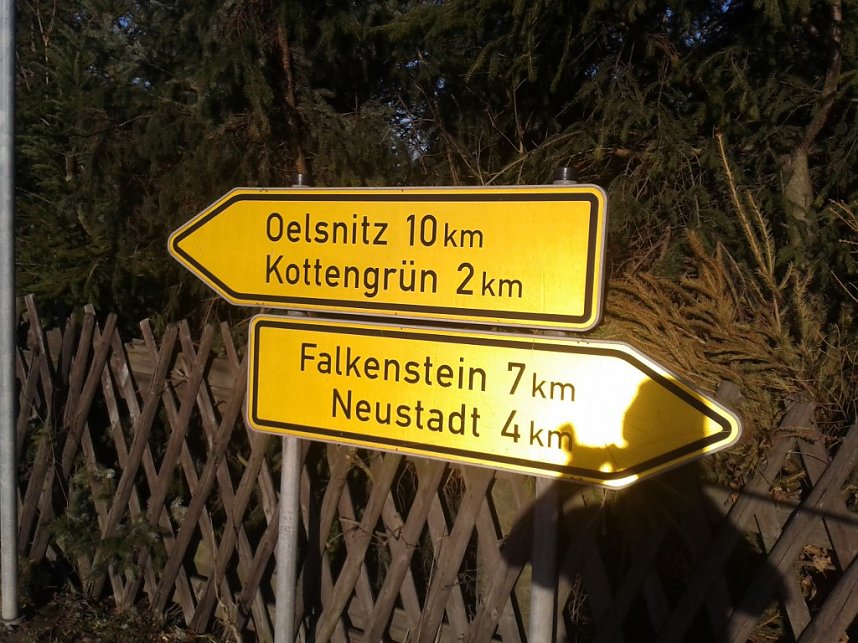 Oelsnitz 10 km
Kottengrün 2 km
Falkenstein 7 km
Neustadt 4 km